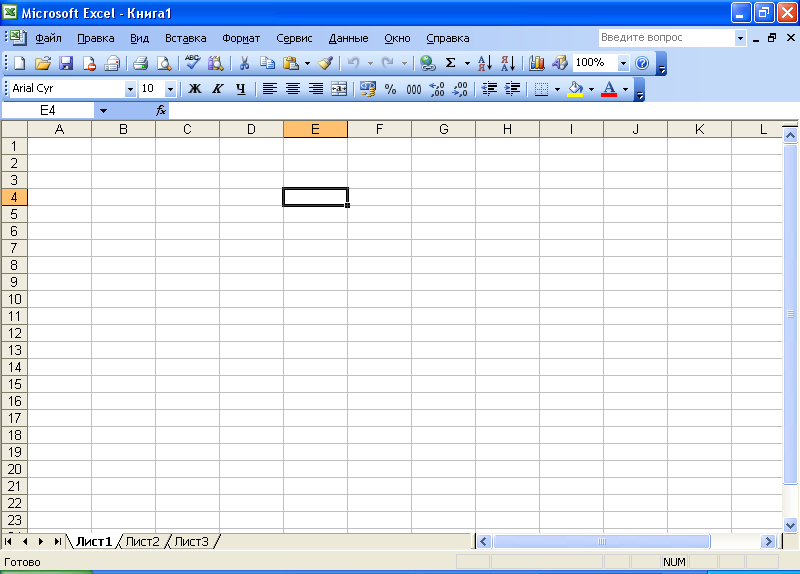 Microsoft Excel - Книга1
Файл Правка Вид Вставка Формат Сервис Данные Окно Справка Введите вопрос
Σ 100%
Arial Cyr 10 Ж К Ч % 000
E4 fx
A B C D E F G H I J K L
1
2
3
4
5
6
7
8
9
10
11
12
13
14
15
16
17
18
19
20
21
22
23
Лист1 Лист2 Лист3
Готово NUM